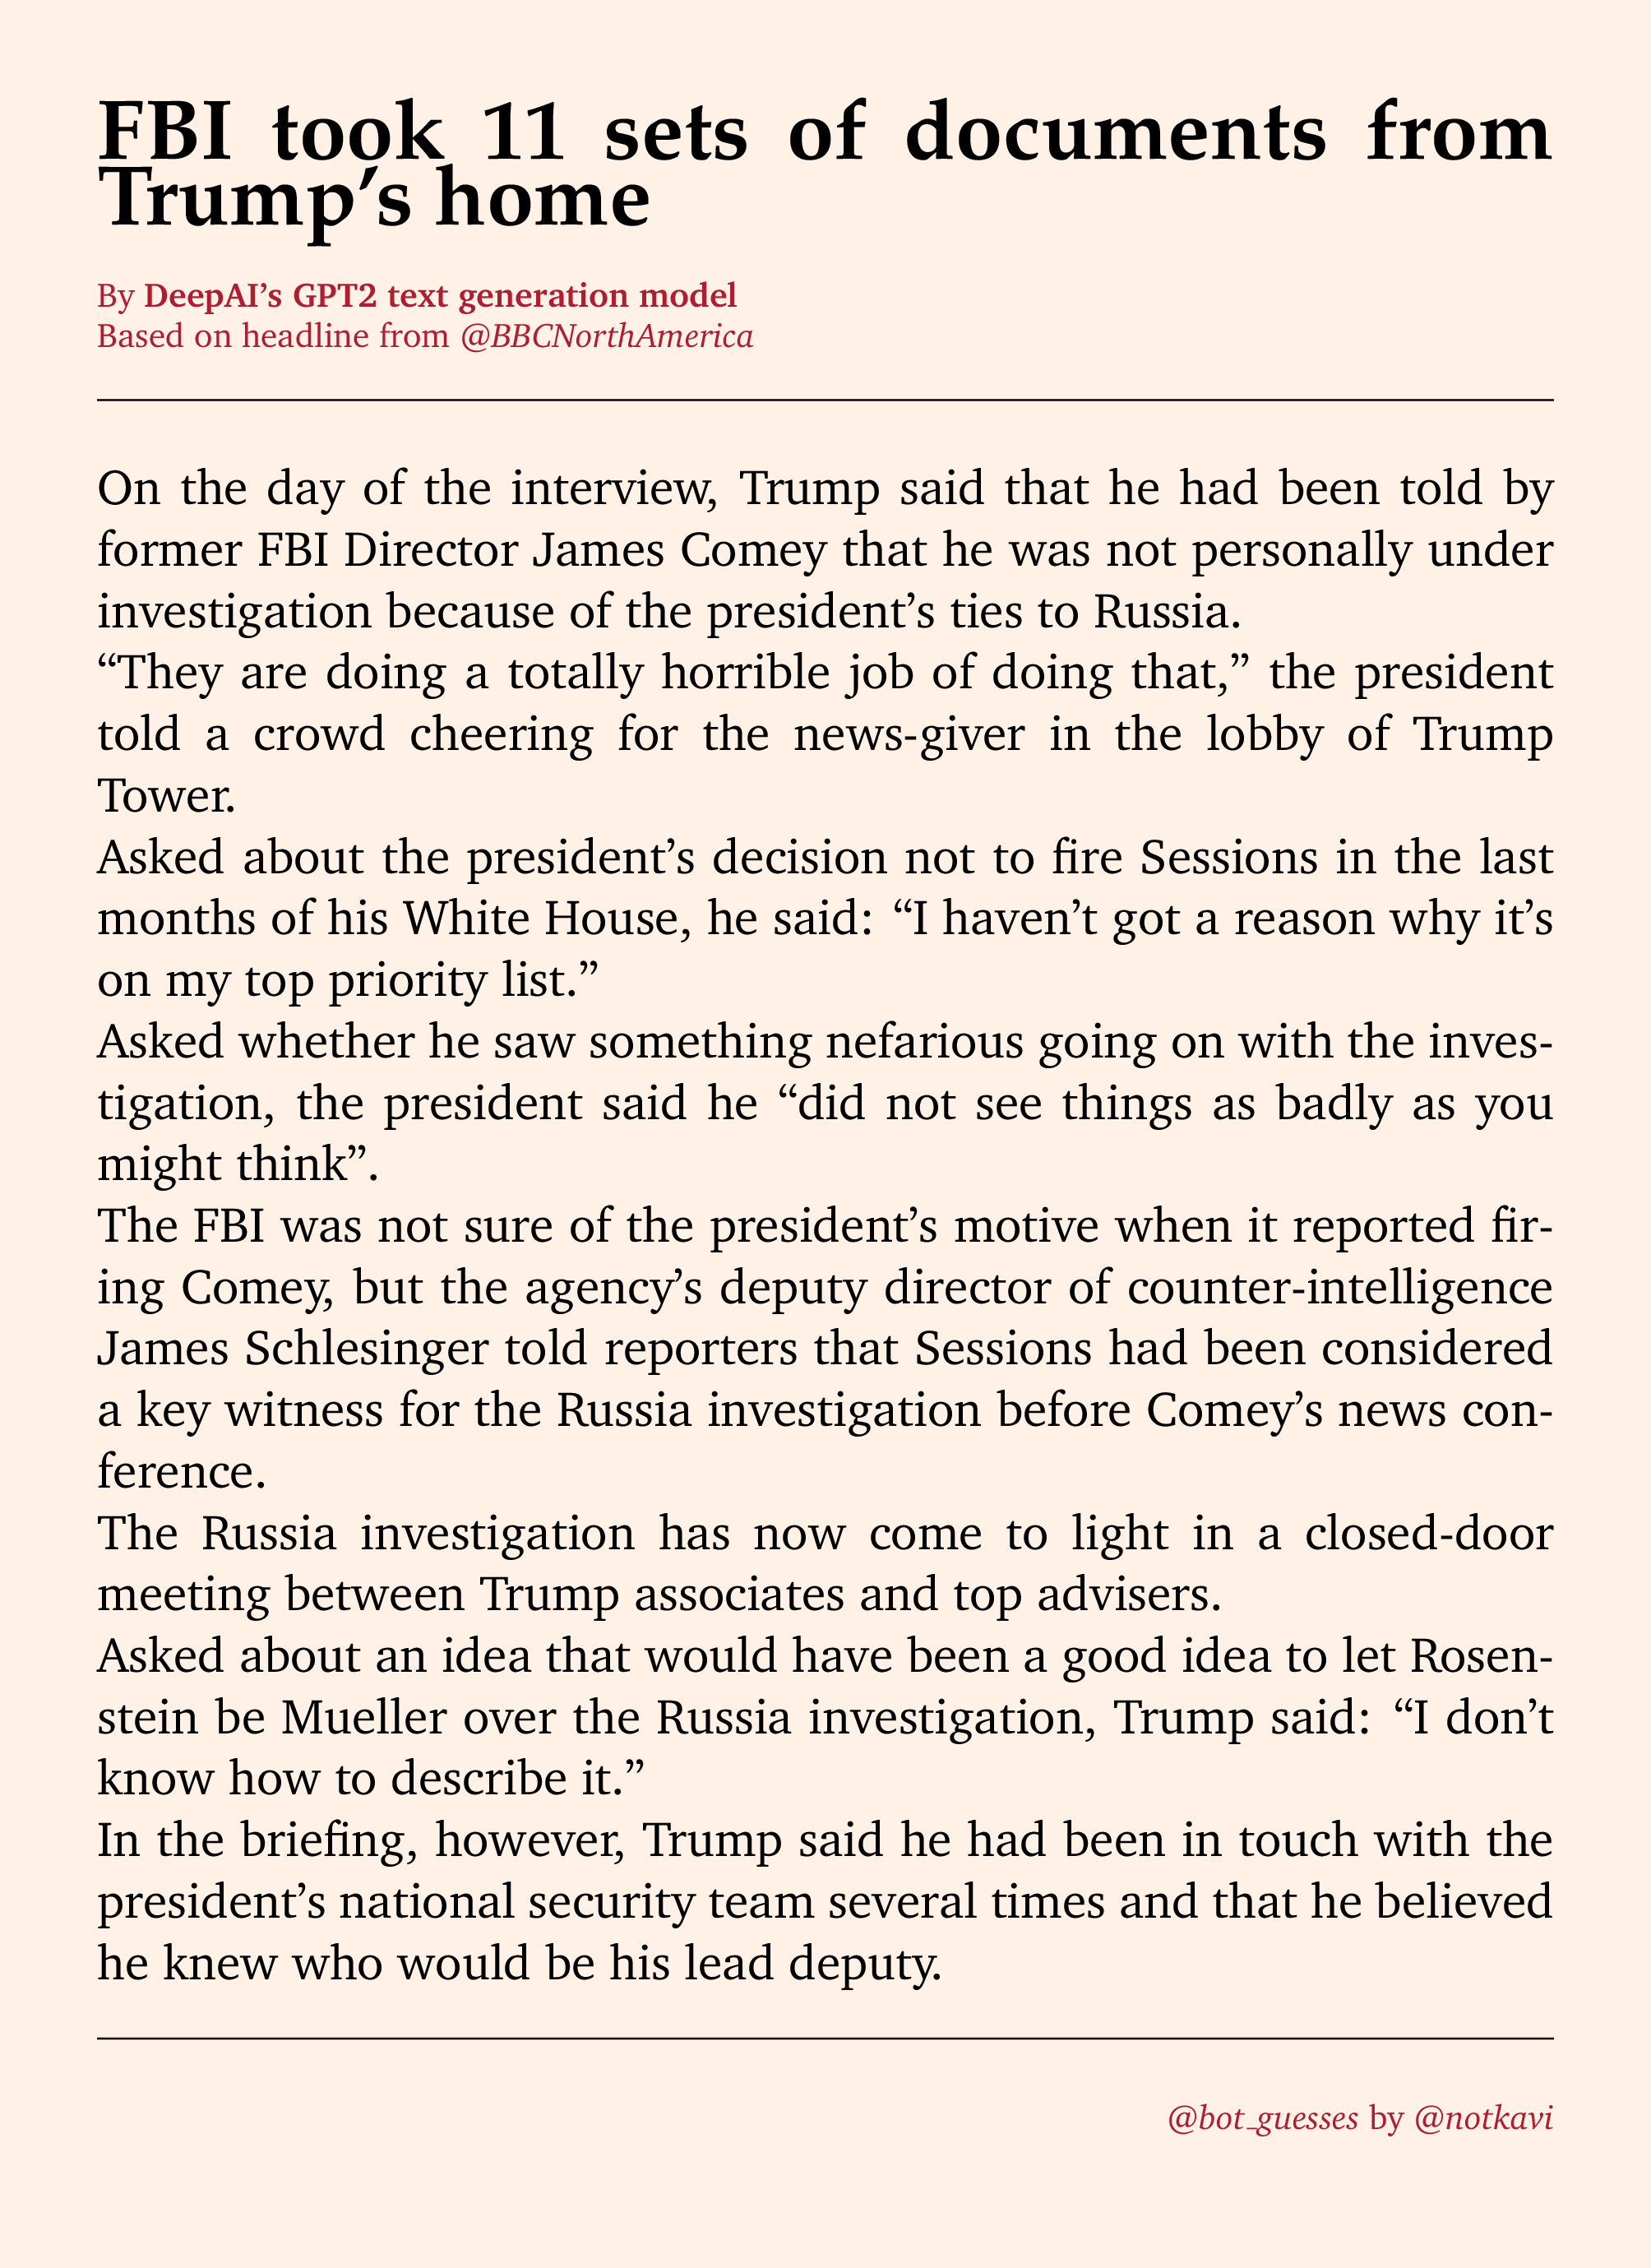 FBI took 11 sets of documents from
Trump’s home
By DeepAI’s GPT2 text generation model
Based on headline from @BBCNorthAmerica
On the day of the interview, Trump said that he had been told by
former FBI Director James Comey that he was not personally under
investigation because of the president’s ties to Russia.
“They are doing a totally horrible job of doing that,” the president
told a crowd cheering for the news-giver in the lobby of Trump
Tower.
Asked about the president’s decision not to fire Sessions in the last
months of his White House, he said: “I haven’t got a reason why it’s
on my top priority list.”
Asked whether he saw something nefarious going on with the inves-
tigation, the president said he “did not see things as badly as you
might think”.
The FBI was not sure of the president’s motive when it reported fir-
ing Comey, but the agency’s deputy director of counter-intelligence
James Schlesinger told reporters that Sessions had been considered
a key witness for the Russia investigation before Comey’s news con-
ference.
The Russia investigation has now come to light in a closed-door
meeting between Trump associates and top advisers.
Asked about an idea that would have been a good idea to let Rosen-
stein be Mueller over the Russia investigation, Trump said: “I don’t
know how to describe it.”
In the briefing, however, Trump said he had been in touch with the
president’s national security team several times and that he believed
he knew who would be his lead deputy.
@bot_guesses by @notkavi